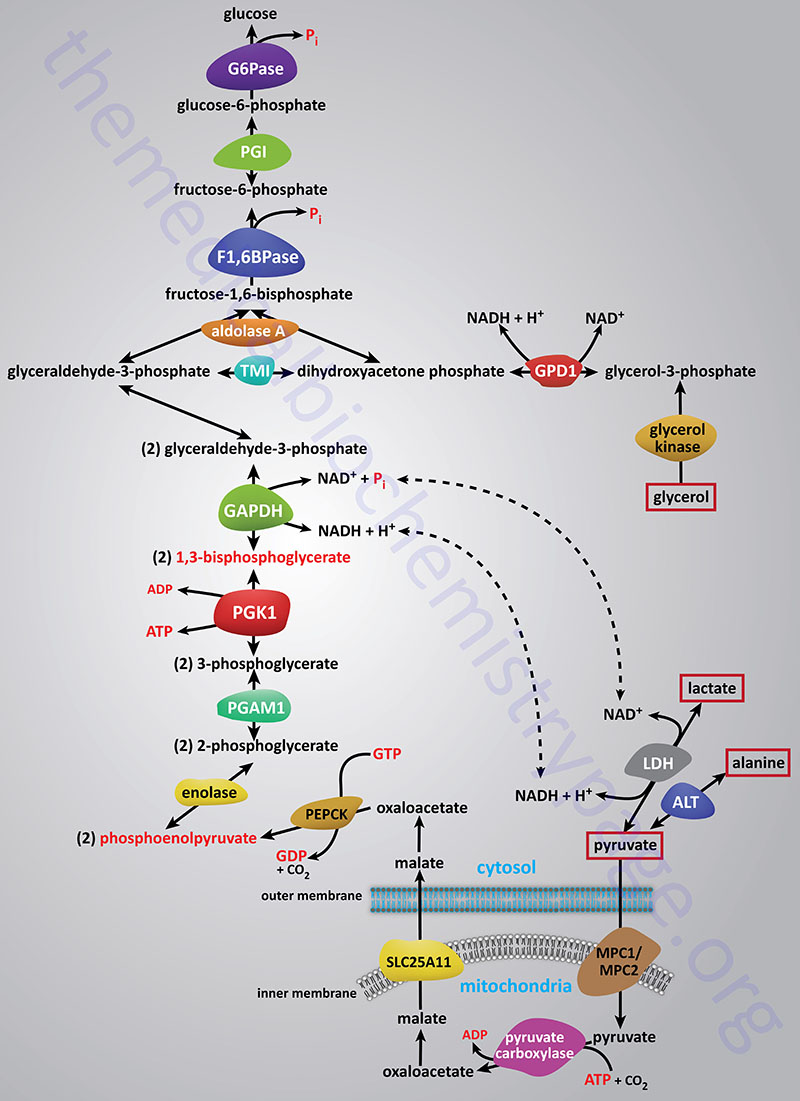 glucose
Pi
G6Pase
glucose-6-phosphate
PGI
fructose-6-phosphate
Pi
F1,6BPase
fructose-1,6-bisphosphate
NADH + H+
NAD+
aldolase A
glyceraldehyde-3-phosphate
TMI
dihydroxyacetone phosphate
GPD1
glycerol-3-phosphate
glycerol
kinase
glycerol
(2) glyceraldehyde-3-phosphate
NAD+ + Pi
GAPDH
NADH + H+
(2) 1,3-bisphosphoglycerate
ADP
PGK1
ATP
(2) 3-phosphoglycerate
PGAM1
(2) 2-phosphoglycerate
lactate
NAD+
LDH
alanine
NADH + H+
ALT
pyruvate
enolase
GTP
PEPCK
oxaloacetate
(2) phosphoenolpyruvate
GDP
+ CO2
malate
cytosol
outer membrane
SLC25A11
MPC1/
MPC2
inner membrane
mitochondria
malate
ADP
pyruvate
carboxylase
pyruvate
oxaloacetate
ATP + CO2
themedicalbiochemistrypage.org